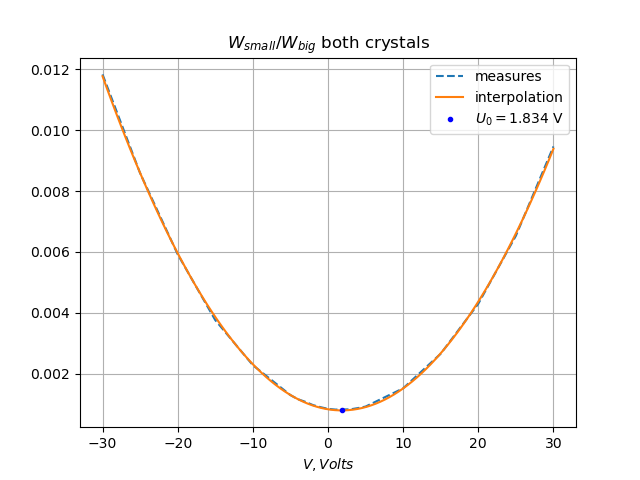 W_small/W_big both crystals
measures
interpolation
U_0 = 1.834 V
0.012
0.010
0.008
0.006
0.004
0.002
−30
−20
−10
0
10
20
30
V, Volts